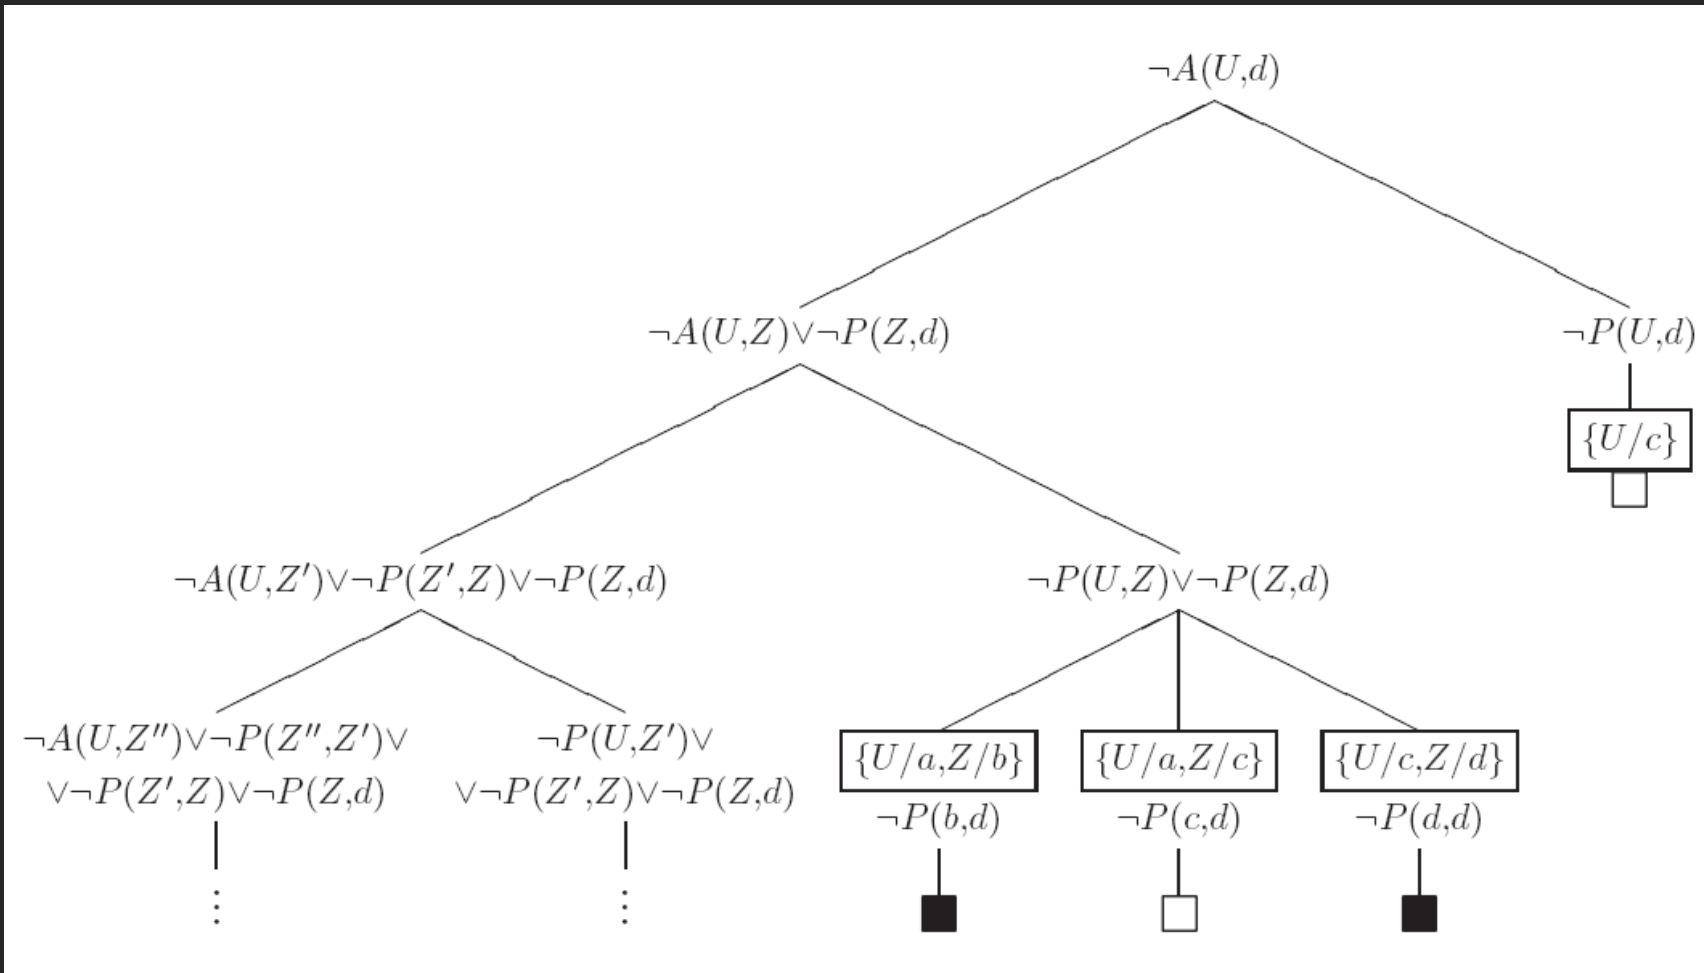 ¬A(U,d)
¬A(U,Z)∨¬P(Z,d)
¬P(U,d)
{U/c}
¬A(U,Z′)∨¬P(Z′,Z)∨¬P(Z,d)
¬P(U,Z)∨¬P(Z,d)
¬A(U,Z″)∨¬P(Z″,Z′)∨
∨¬P(Z′,Z)∨¬P(Z,d)
¬P(U,Z′)∨
∨¬P(Z′,Z)∨¬P(Z,d)
{U/a,Z/b}
¬P(b,d)
{U/a,Z/c}
¬P(c,d)
{U/c,Z/d}
¬P(d,d)